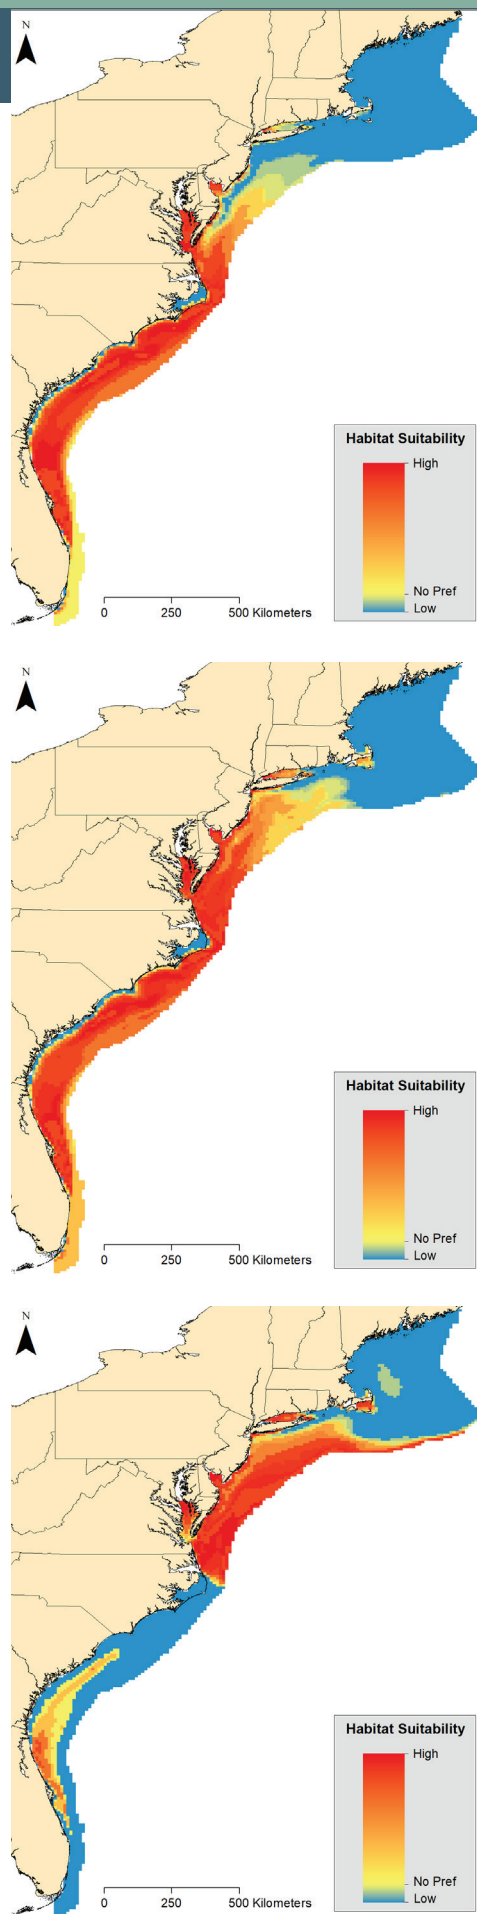 N
Habitat Suitability
High
No Pref
Low
0 250 500 Kilometers
N
Habitat Suitability
High
No Pref
Low
0 250 500 Kilometers
N
Habitat Suitability
High
No Pref
Low
0 250 500 Kilometers